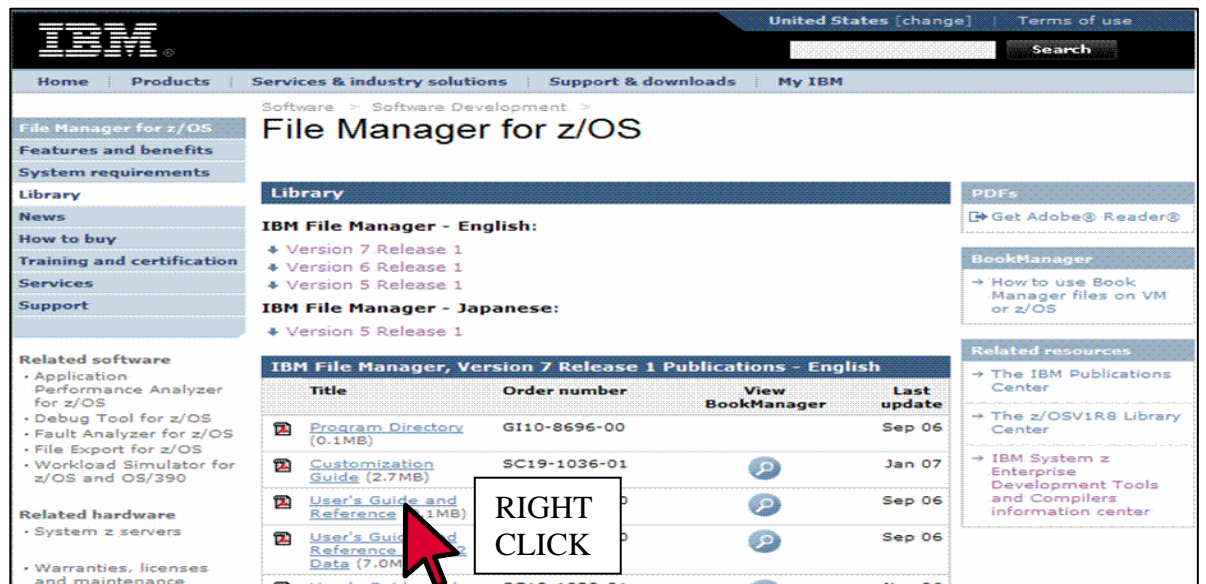 IBM®
United States [change] | Terms of use
Search
Home | Products | Services & industry solutions | Support & downloads | My IBM
Software > Software Development >
File Manager for z/OS
File Manager for z/OS
Features and benefits
System requirements
Library
News
How to buy
Training and certification
Services
Support
Related software
• Application
Performance Analyzer
for z/OS
• Debug Tool for z/OS
• Fault Analyzer for z/OS
• File Export for z/OS
• Workload Simulator for
z/OS and OS/390
Related hardware
• System z servers
• Warranties, licenses
and maintenance
Library
IBM File Manager - English:
Version 7 Release 1
Version 6 Release 1
Version 5 Release 1
IBM File Manager - Japanese:
Version 5 Release 1
IBM File Manager, Version 7 Release 1 Publications - English
Title Order number View BookManager Last update
Program Directory GI10-8696-00 Sep 06
(0.1MB)
Customization SC19-1036-01 Jan 07
Guide (2.7MB)
User's Guide and Sep 06
Reference .1MB)
User's Sep 06
Reference
Data (7.0M
RIGHT
CLICK
PDFs
Get Adobe® Reader®
BookManager
→ How to use Book
Manager files on VM
or z/OS
Related resources
→ The IBM Publications
Center
→ The z/OSV1R8 Library
Center
→ IBM System z
Enterprise
Development Tools
and Compilers
information center